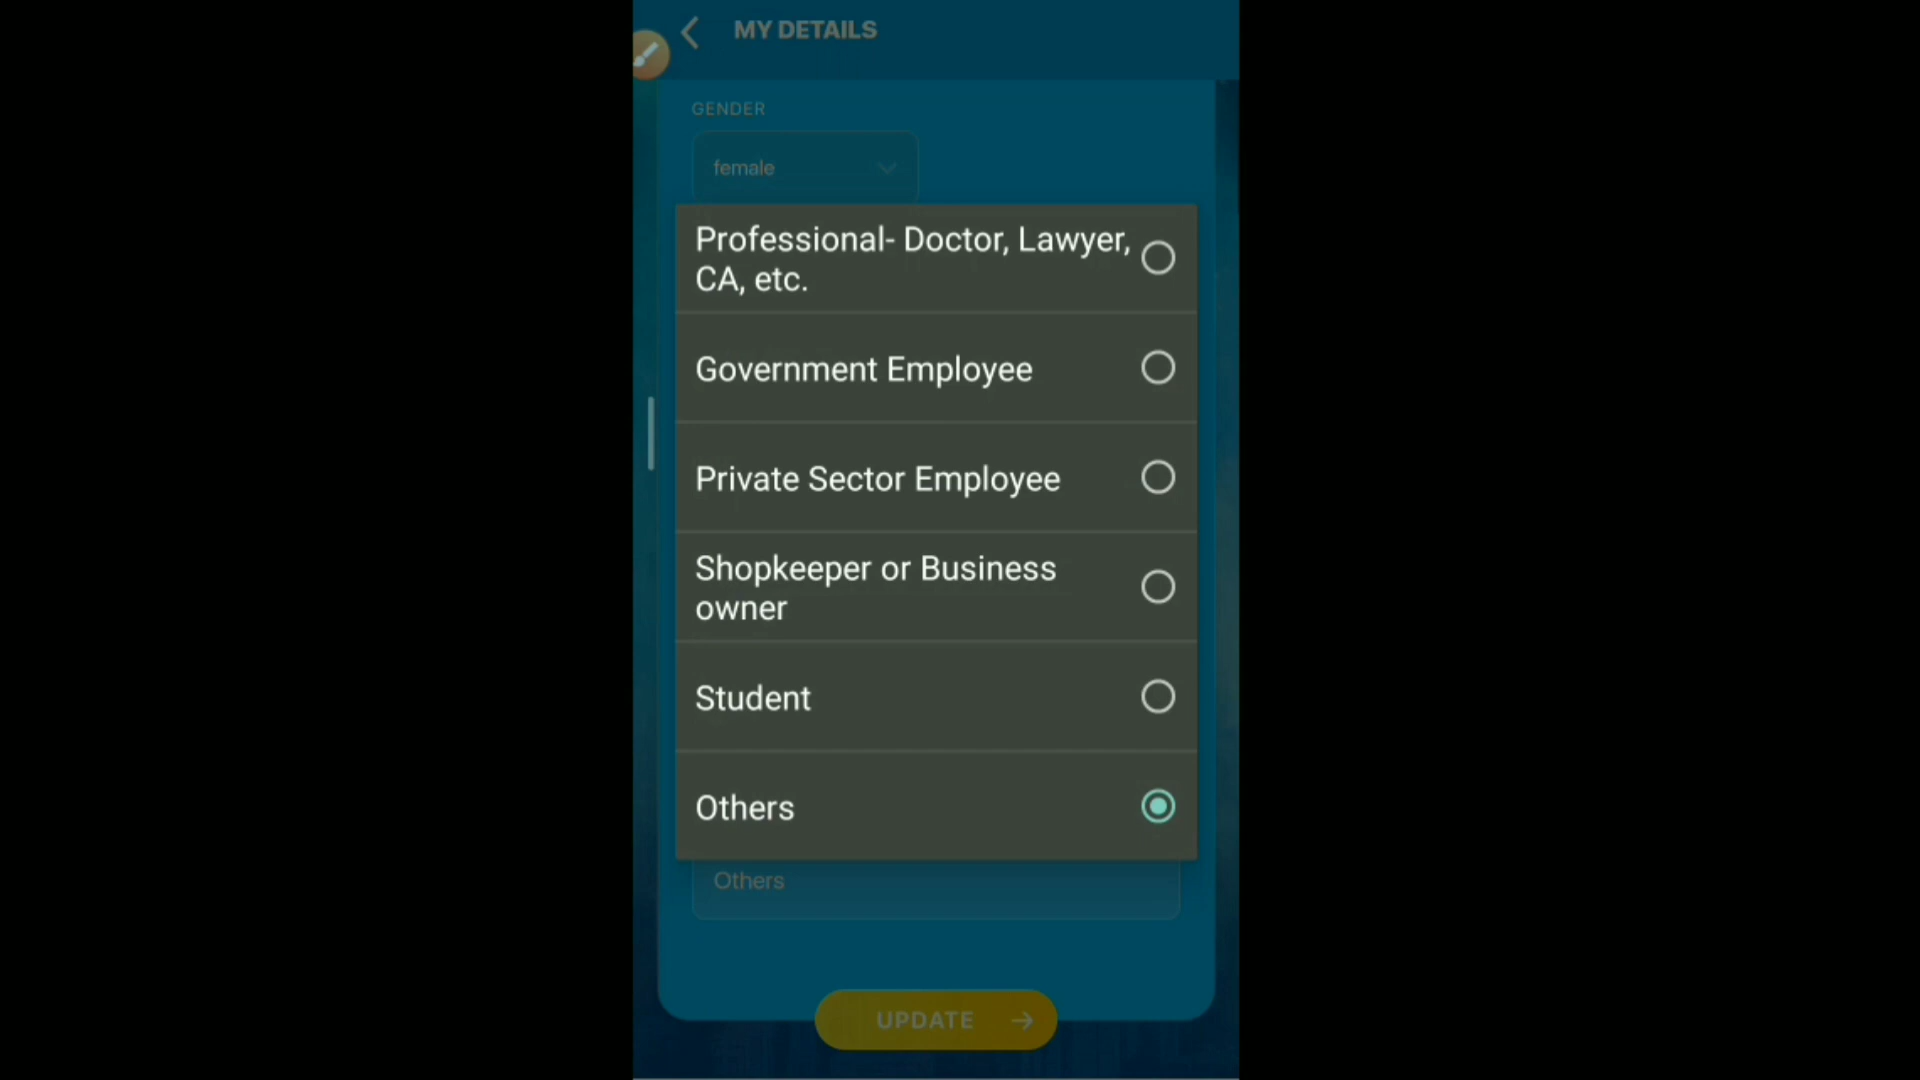 MY DETAILS
GENDER
female
Professional- Doctor, Lawyer,
CA, etc.
Government Employee
Private Sector Employee
Shopkeeper or Business
owner
Student
Others
Others
UPDATE